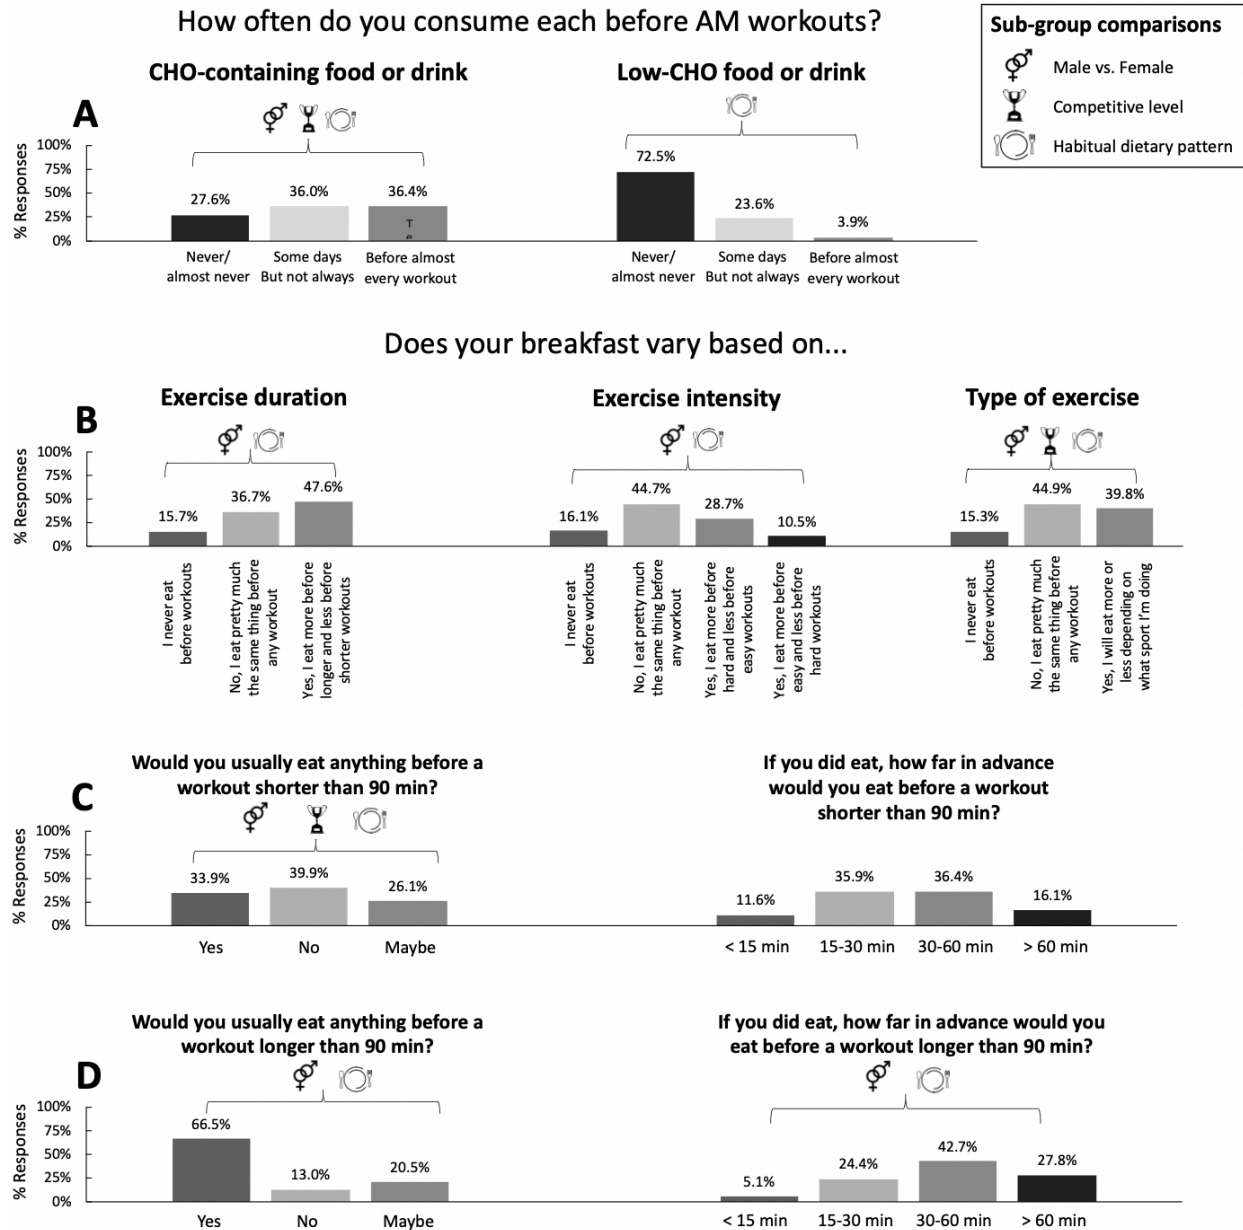 How often do you consume each before AM workouts?
Sub-group comparisons
Male vs. Female
Competitive level
Habitual dietary pattern
CHO-containing food or drink
Low-CHO food or drink
A
% Responses
100%
75%
50%
25%
0%
27.6%
36.0%
36.4%
T
Never/
almost never
Some days
But not always
Before almost
every workout
72.5%
23.6%
3.9%
Never/
almost never
Some days
But not always
Before almost
every workout
Does your breakfast vary based on...
B
Exercise duration
Exercise intensity
Type of exercise
% Responses
100%
75%
50%
25%
0%
15.7%
36.7%
47.6%
I never eat
before workouts
No, I eat pretty much
the same thing before
any workout
Yes, I eat more before
longer and less before
shorter workouts
16.1%
44.7%
28.7%
10.5%
I never eat
before workouts
No, I eat pretty much
the same thing before
any workout
Yes, I eat more before
hard and less before
easy workouts
Yes, I eat more before
easy and less before
hard workouts
15.3%
44.9%
39.8%
I never eat
before workouts
No, I eat pretty much
the same thing before
any workout
Yes, I will eat more or
less depending on
what sport I'm doing
C
Would you usually eat anything before a
workout shorter than 90 min?
% Responses
100%
75%
50%
25%
0%
33.9%
39.9%
26.1%
Yes
No
Maybe
If you did eat, how far in advance
would you eat before a workout
shorter than 90 min?
11.6%
35.9%
36.4%
16.1%
< 15 min
15-30 min
30-60 min
> 60 min
D
Would you usually eat anything before a
workout longer than 90 min?
% Responses
100%
75%
50%
25%
0%
66.5%
13.0%
20.5%
Yes
No
Maybe
If you did eat, how far in advance would you
eat before a workout longer than 90 min?
5.1%
24.4%
42.7%
27.8%
< 15 min
15-30 min
30-60 min
> 60 min